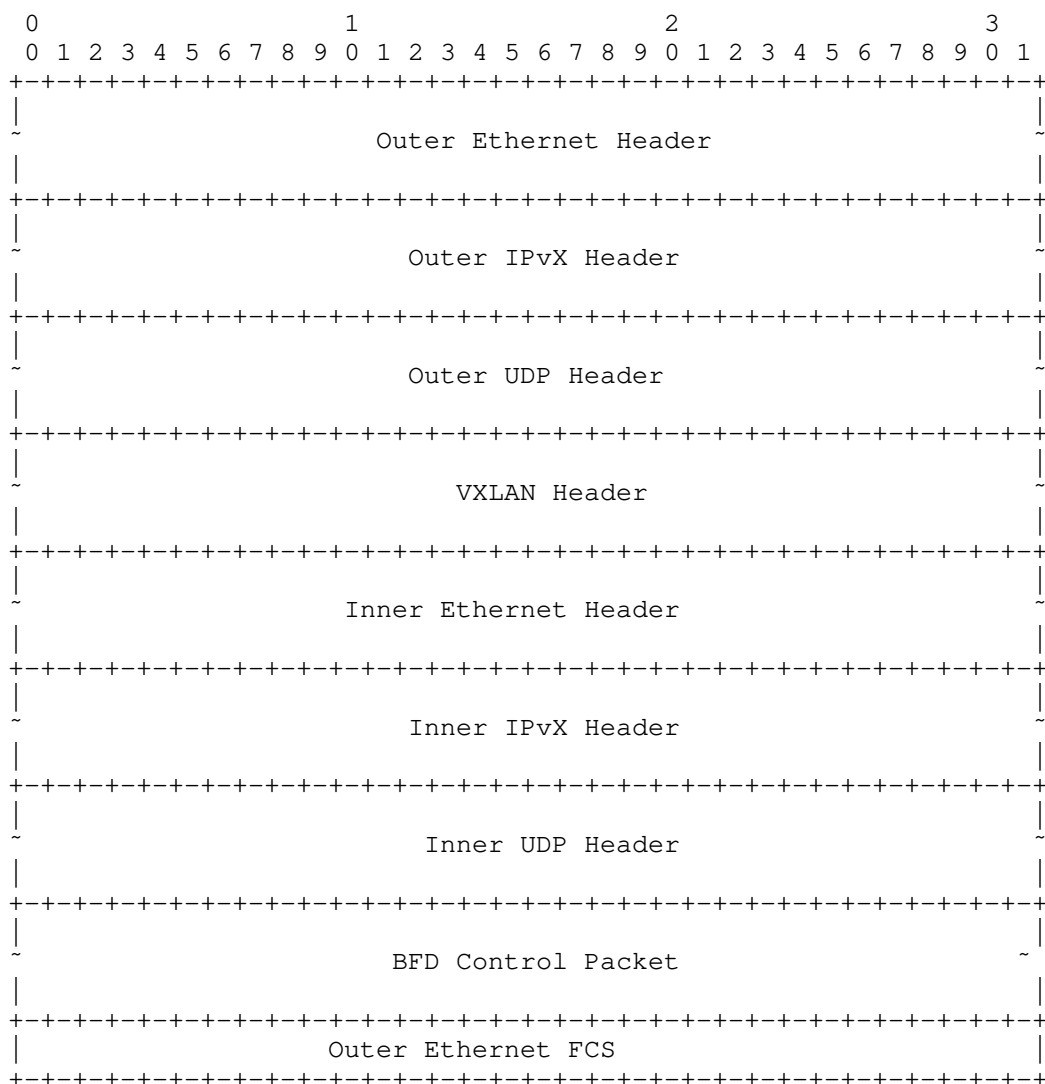 0                   1                   2                   3
 0 1 2 3 4 5 6 7 8 9 0 1 2 3 4 5 6 7 8 9 0 1 2 3 4 5 6 7 8 9 0 1
+-+-+-+-+-+-+-+-+-+-+-+-+-+-+-+-+-+-+-+-+-+-+-+-+-+-+-+-+-+-+-+-+
|                                                               |
~                      Outer Ethernet Header                    ~
|                                                               |
+-+-+-+-+-+-+-+-+-+-+-+-+-+-+-+-+-+-+-+-+-+-+-+-+-+-+-+-+-+-+-+-+
|                                                               |
~                        Outer IPvX Header                      ~
|                                                               |
+-+-+-+-+-+-+-+-+-+-+-+-+-+-+-+-+-+-+-+-+-+-+-+-+-+-+-+-+-+-+-+-+
|                                                               |
~                        Outer UDP Header                       ~
|                                                               |
+-+-+-+-+-+-+-+-+-+-+-+-+-+-+-+-+-+-+-+-+-+-+-+-+-+-+-+-+-+-+-+-+
|                                                               |
~                           VXLAN Header                        ~
|                                                               |
+-+-+-+-+-+-+-+-+-+-+-+-+-+-+-+-+-+-+-+-+-+-+-+-+-+-+-+-+-+-+-+-+
|                                                               |
~                    Inner Ethernet Header                      ~
|                                                               |
+-+-+-+-+-+-+-+-+-+-+-+-+-+-+-+-+-+-+-+-+-+-+-+-+-+-+-+-+-+-+-+-+
|                                                               |
~                        Inner IPvX Header                      ~
|                                                               |
+-+-+-+-+-+-+-+-+-+-+-+-+-+-+-+-+-+-+-+-+-+-+-+-+-+-+-+-+-+-+-+-+
|                                                               |
~                         Inner UDP Header                      ~
|                                                               |
+-+-+-+-+-+-+-+-+-+-+-+-+-+-+-+-+-+-+-+-+-+-+-+-+-+-+-+-+-+-+-+-+
|                                                               |
~                       BFD Control Packet                     ~
|                                                               |
+-+-+-+-+-+-+-+-+-+-+-+-+-+-+-+-+-+-+-+-+-+-+-+-+-+-+-+-+-+-+-+-+
|                   Outer Ethernet FCS                          |
+-+-+-+-+-+-+-+-+-+-+-+-+-+-+-+-+-+-+-+-+-+-+-+-+-+-+-+-+-+-+-+-+